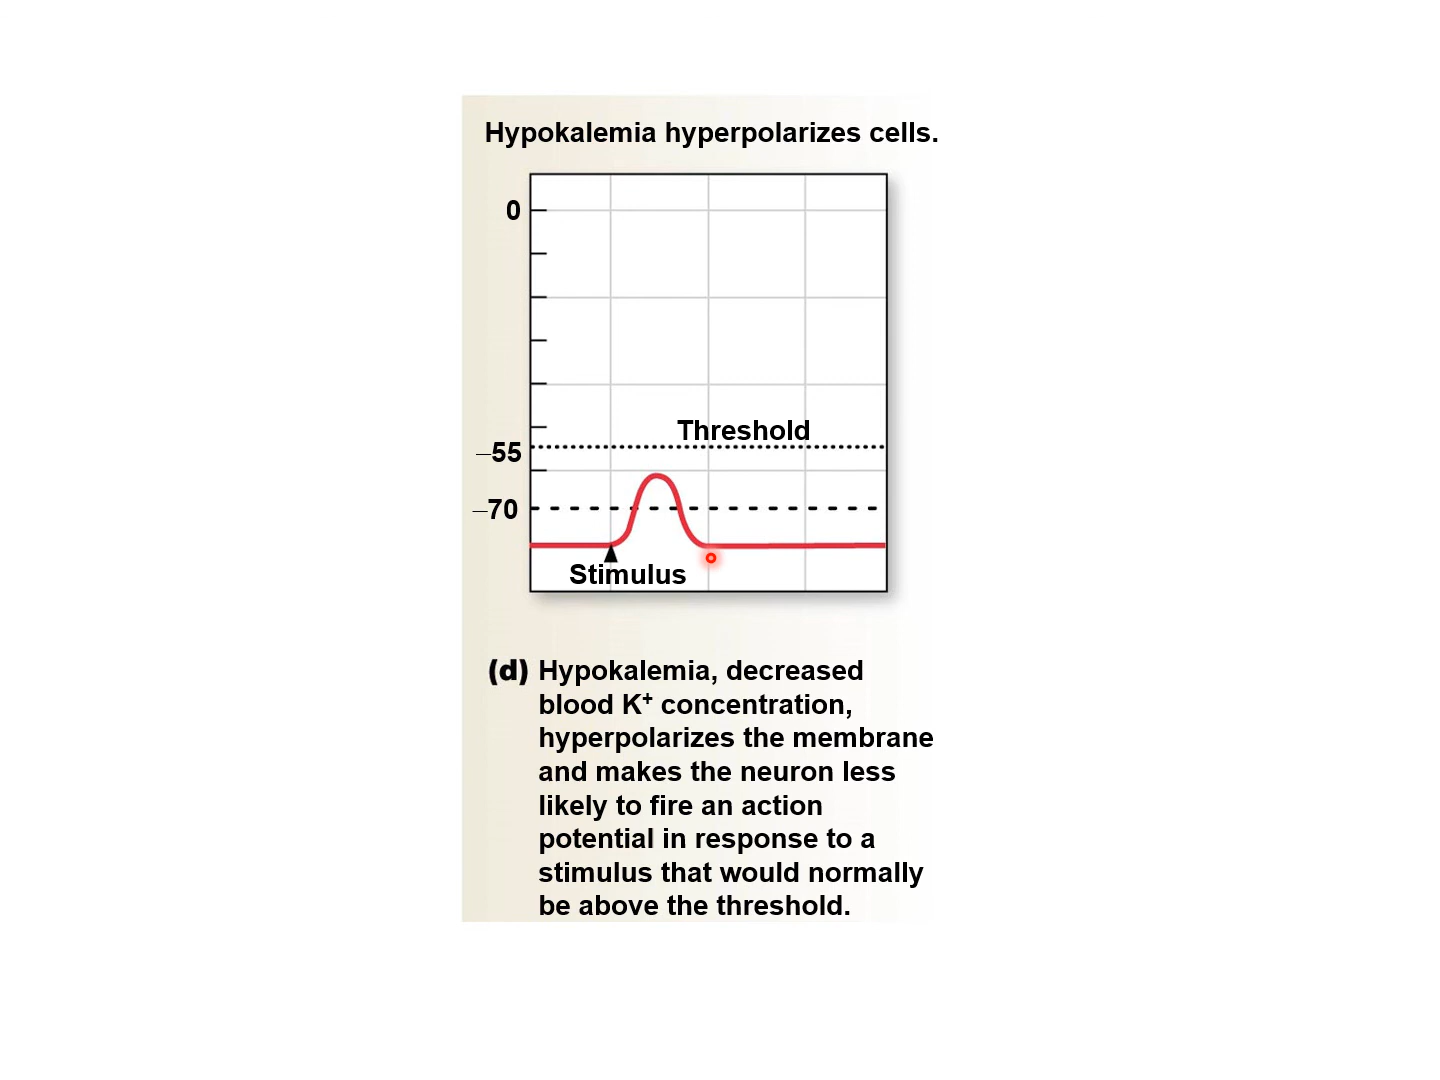 Hypokalemia hyperpolarizes cells.
0
Threshold
–55
–70
Stimulus
(d) Hypokalemia, decreased
blood K⁺ concentration,
hyperpolarizes the membrane
and makes the neuron less
likely to fire an action
potential in response to a
stimulus that would normally
be above the threshold.